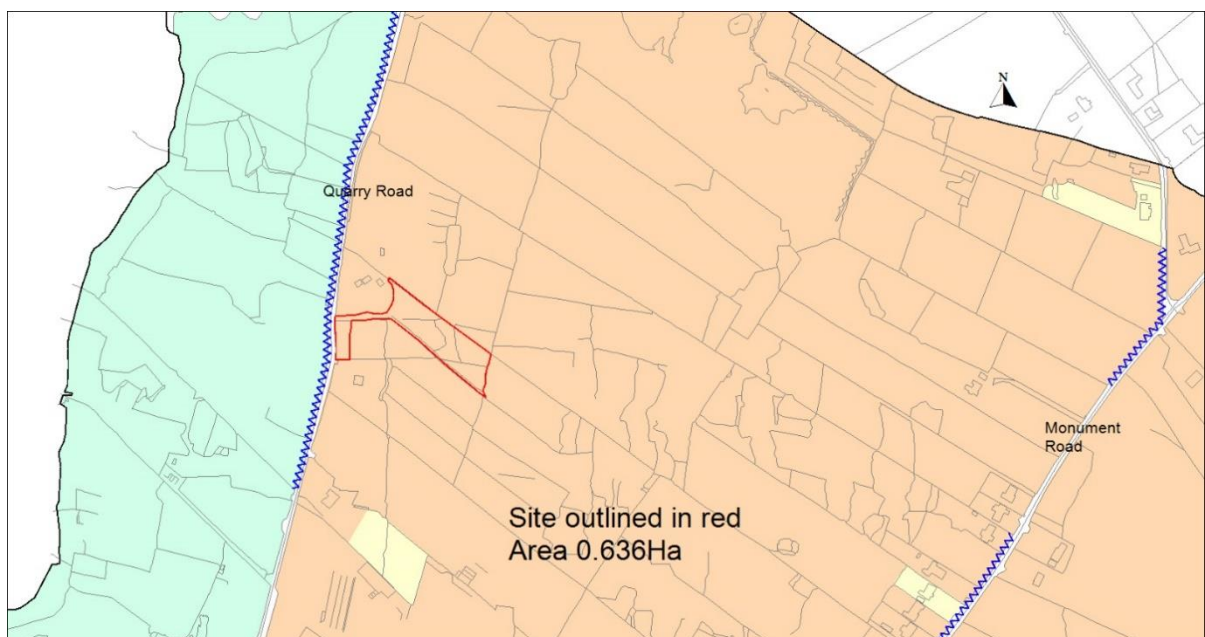 N
Quarry Road
Monument
Road
Site outlined in red
Area 0.636Ha